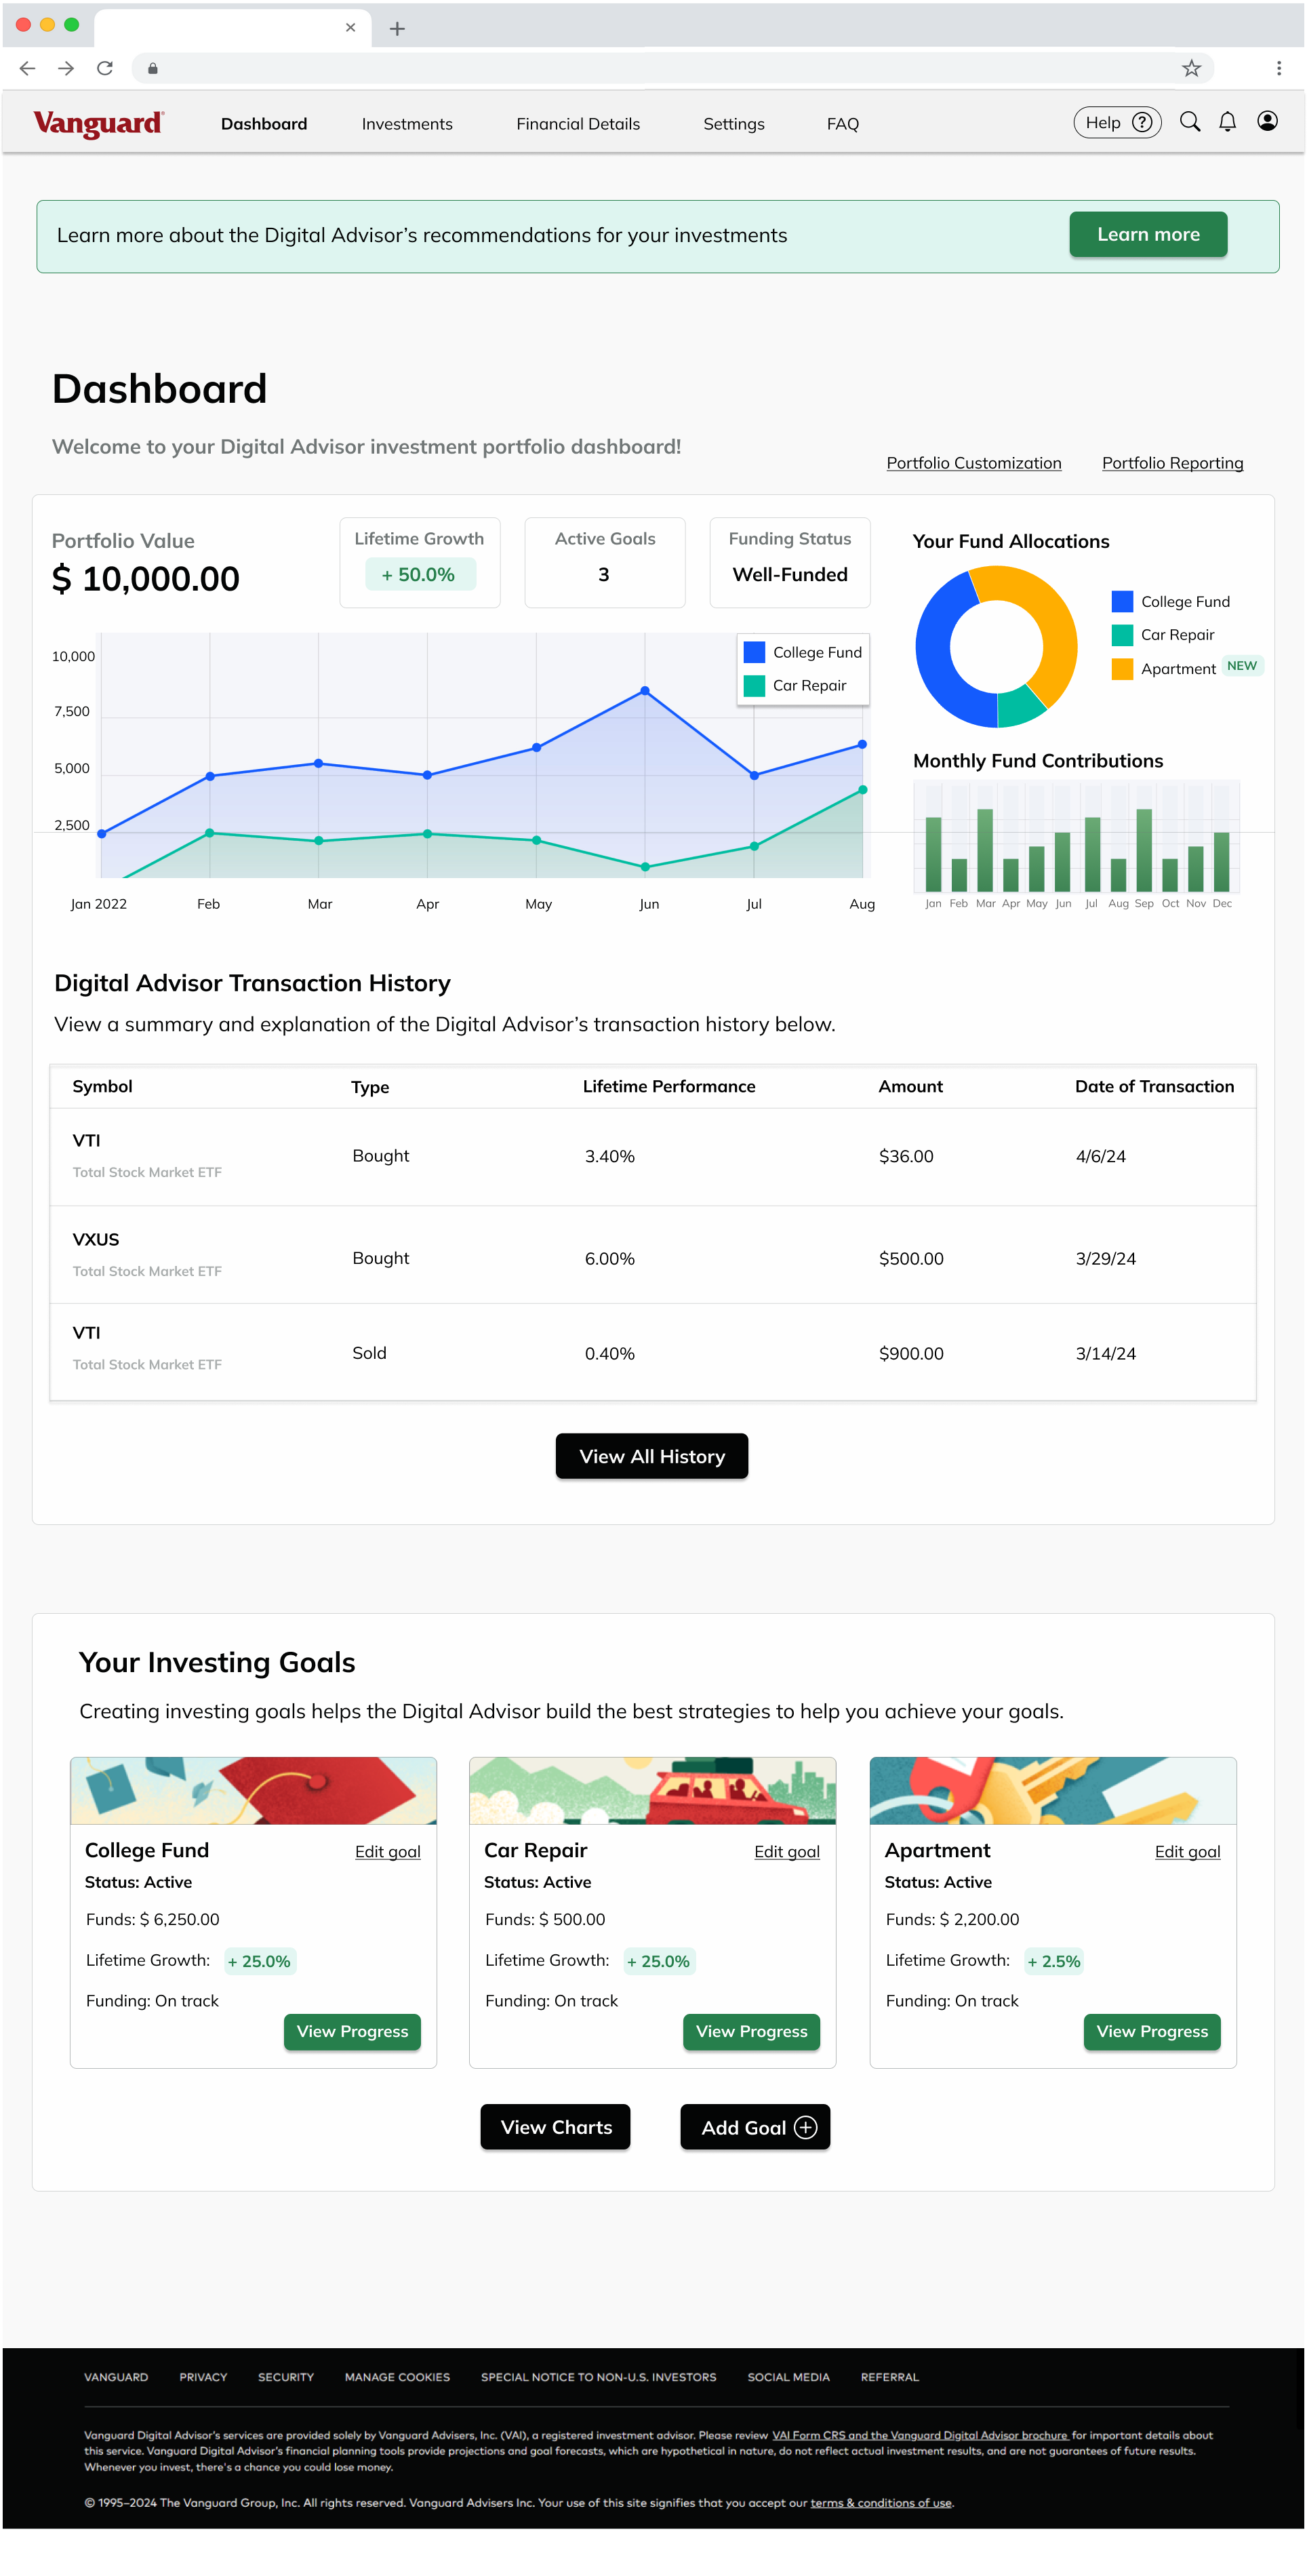 Vanguard
Dashboard
Investments
Financial Details
Settings
FAQ
Help
Learn more about the Digital Advisor's recommendations for your investments
Learn more
Dashboard
Welcome to your Digital Advisor investment portfolio dashboard!
Portfolio Customization
Portfolio Reporting
Portfolio Value
$ 10,000.00
Lifetime Growth
+ 50.0%
Active Goals
3
Funding Status
Well-Funded
10,000
7,500
5,000
2,500
College Fund
Car Repair
Jan 2022 Feb Mar Apr May Jun Jul Aug
Your Fund Allocations
College Fund
Car Repair
Apartment NEW
Monthly Fund Contributions
Jan Feb Mar Apr May Jun Jul Aug Sep Oct Nov Dec
Digital Advisor Transaction History
View a summary and explanation of the Digital Advisor's transaction history below.
Symbol Type Lifetime Performance Amount Date of Transaction
VTI
Total Stock Market ETF
Bought 3.40% $36.00 4/6/24
VXUS
Total Stock Market ETF
Bought 6.00% $500.00 3/29/24
VTI
Total Stock Market ETF
Sold 0.40% $900.00 3/14/24
View All History
Your Investing Goals
Creating investing goals helps the Digital Advisor build the best strategies to help you achieve your goals.
College Fund Edit goal
Status: Active
Funds: $ 6,250.00
Lifetime Growth: + 25.0%
Funding: On track
View Progress
Car Repair Edit goal
Status: Active
Funds: $ 500.00
Lifetime Growth: + 25.0%
Funding: On track
View Progress
Apartment Edit goal
Status: Active
Funds: $ 2,200.00
Lifetime Growth: + 2.5%
Funding: On track
View Progress
View Charts
Add Goal
VANGUARD PRIVACY SECURITY MANAGE COOKIES SPECIAL NOTICE TO NON-U.S. INVESTORS SOCIAL MEDIA REFERRAL
Vanguard Digital Advisor's services are provided solely by Vanguard Advisers, Inc. (VAI), a registered investment advisor. Please review VAI Form CRS and the Vanguard Digital Advisor brochure for important details about
this service. Vanguard Digital Advisor's financial planning tools provide projections and goal forecasts, which are hypothetical in nature, do not reflect actual investment results, and are not guarantees of future results.
Whenever you invest, there's a chance you could lose money.
© 1995–2024 The Vanguard Group, Inc. All rights reserved. Vanguard Advisers Inc. Your use of this site signifies that you accept our terms & conditions of use.